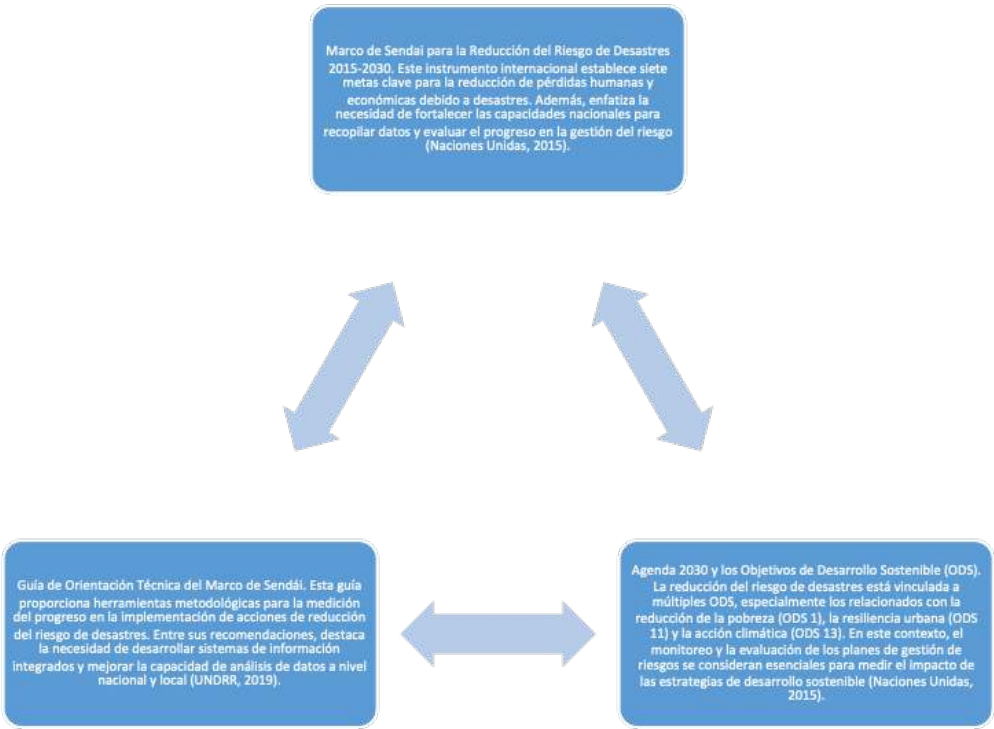 Marco de Sendai para la Reducción del Riesgo de Desastres
2015-2030. Este instrumento internacional establece siete
metas clave para la reducción de pérdidas humanas y
económicas debido a desastres. Además, enfatiza la
necesidad de fortalecer las capacidades nacionales para
recopilar datos y evaluar el progreso en la gestión del riesgo
(Naciones Unidas, 2015).
Guía de Orientación Técnica del Marco de Sendái. Esta guía
proporciona herramientas metodológicas para la medición
del progreso en la implementación de acciones de reducción
del riesgo de desastres. Entre sus recomendaciones, destaca
la necesidad de desarrollar sistemas de información
integrados y mejorar la capacidad de análisis de datos a nivel
nacional y local (UNDRR, 2019).
Agenda 2030 y los Objetivos de Desarrollo Sostenible (ODS).
La reducción del riesgo de desastres está vinculada a
múltiples ODS, especialmente los relacionados con la
reducción de la pobreza (ODS 1), la resiliencia urbana (ODS
11) y la acción climática (ODS 13). En este contexto, el
monitoreo y la evaluación de los planes de gestión de
riesgos se consideran esenciales para medir el impacto de
las estrategias de desarrollo sostenible (Naciones Unidas,
2015).